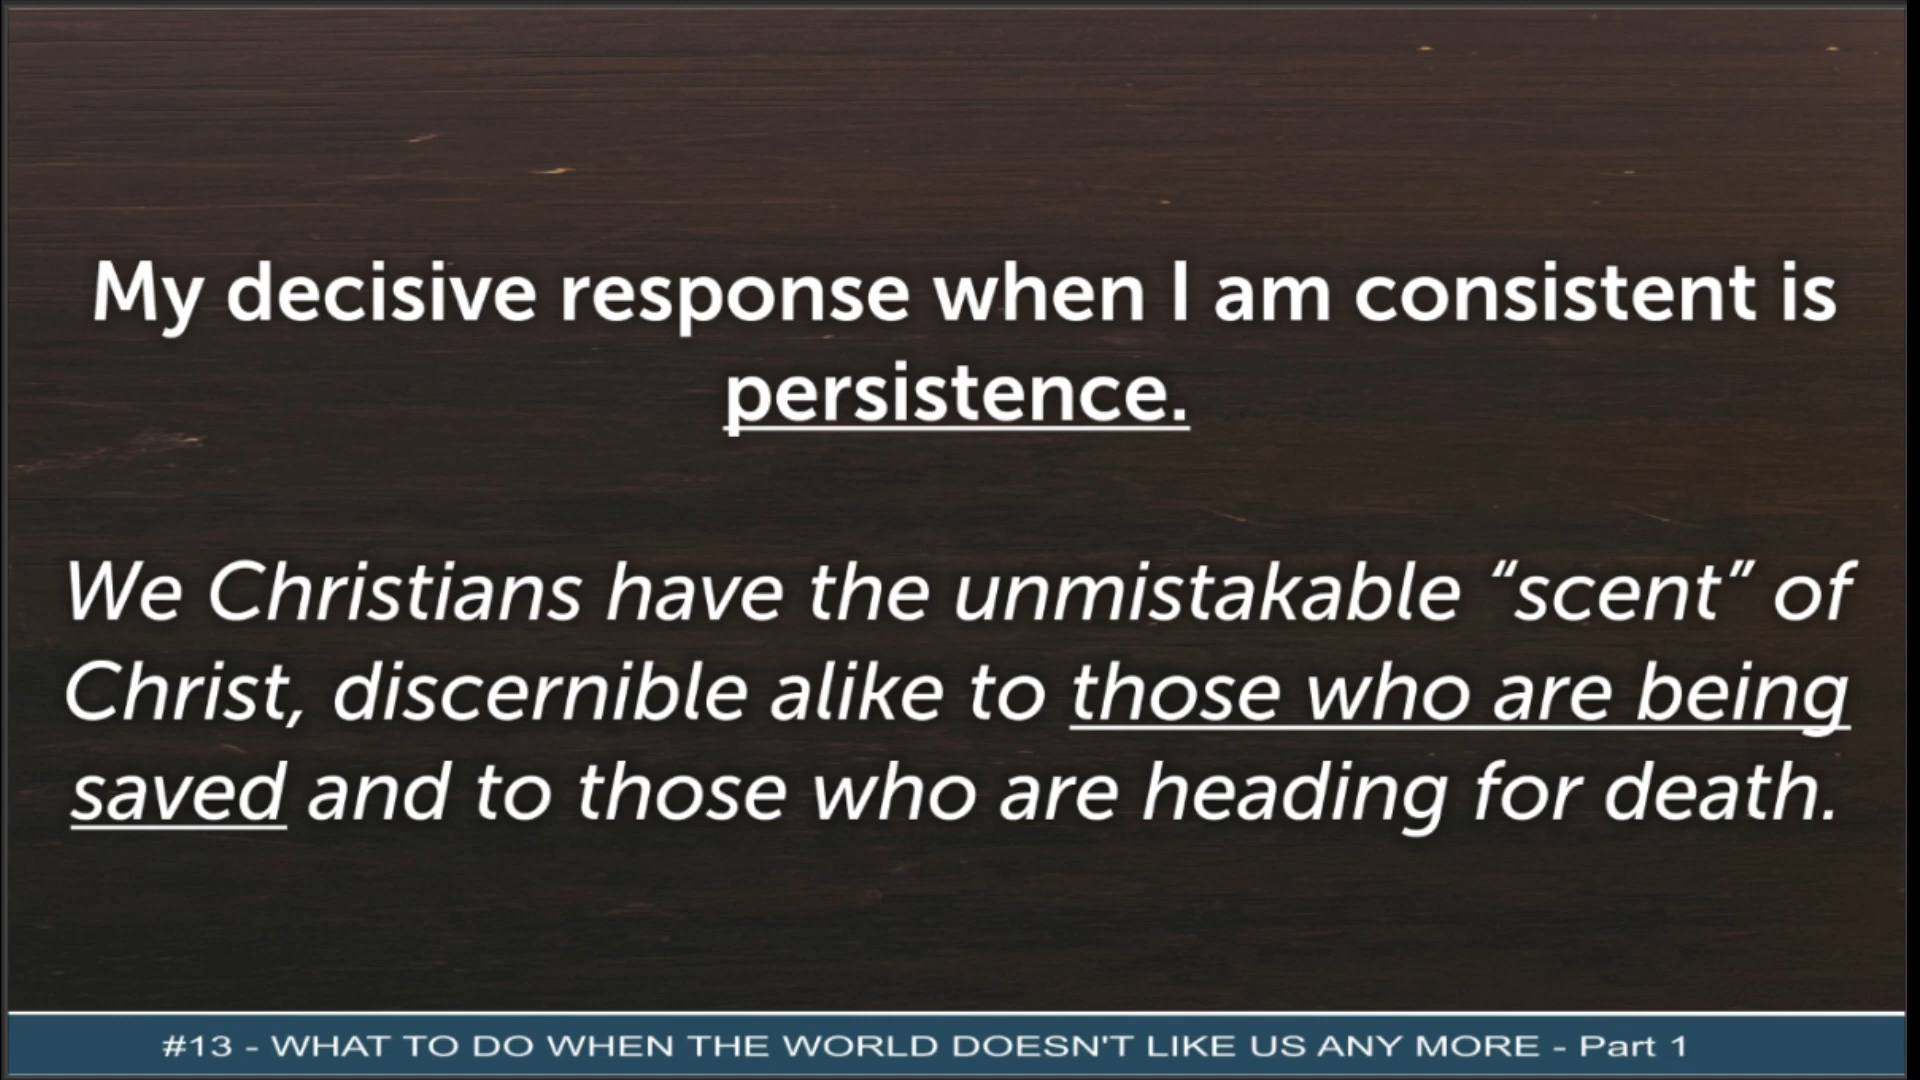 My decisive response when I am consistent is
persistence.
We Christians have the unmistakable “scent” of
Christ, discernible alike to those who are being
saved and to those who are heading for death.
#13 - WHAT TO DO WHEN THE WORLD DOESN'T LIKE US ANY MORE - Part 1